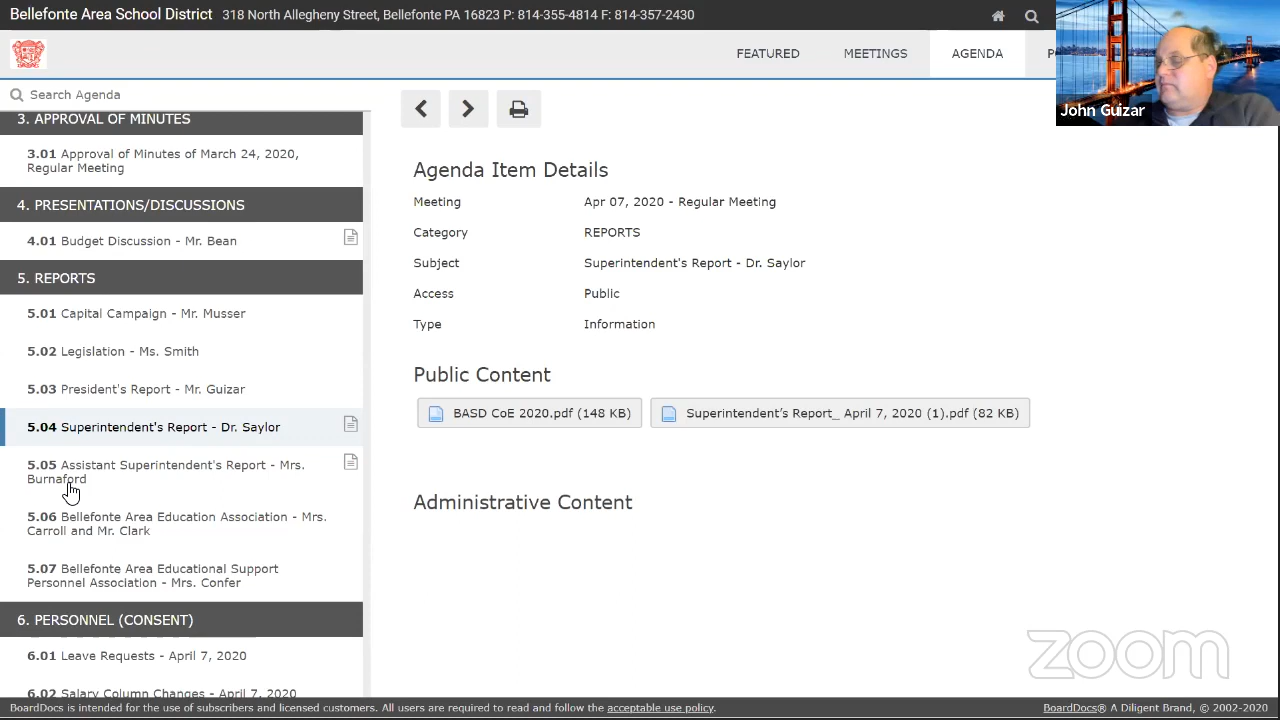 Bellefonte Area School District 318 North Allegheny Street, Bellefonte PA 16823 P: 814-355-4814 F: 814-357-2430
FEATURED MEETINGS AGENDA P
John Guizar
Search Agenda
3. APPROVAL OF MINUTES
3.01 Approval of Minutes of March 24, 2020,
Regular Meeting
4. PRESENTATIONS/DISCUSSIONS
4.01 Budget Discussion - Mr. Bean
5. REPORTS
5.01 Capital Campaign - Mr. Musser
5.02 Legislation - Ms. Smith
5.03 President's Report - Mr. Guizar
5.04 Superintendent's Report - Dr. Saylor
5.05 Assistant Superintendent's Report - Mrs.
Burnaford
5.06 Bellefonte Area Education Association - Mrs.
Carroll and Mr. Clark
5.07 Bellefonte Area Educational Support
Personnel Association - Mrs. Confer
6. PERSONNEL (CONSENT)
6.01 Leave Requests - April 7, 2020
6.02 Salary Column Changes - April 7, 2020
Agenda Item Details
Meeting Apr 07, 2020 - Regular Meeting
Category REPORTS
Subject Superintendent's Report - Dr. Saylor
Access Public
Type Information
Public Content
BASD CoE 2020.pdf (148 KB) Superintendent’s Report_ April 7, 2020 (1).pdf (82 KB)
Administrative Content
zoom
BoardDocs is intended for the use of subscribers and licensed customers. All users are required to read and follow the acceptable use policy. BoardDocs® A Diligent Brand, © 2002-2020